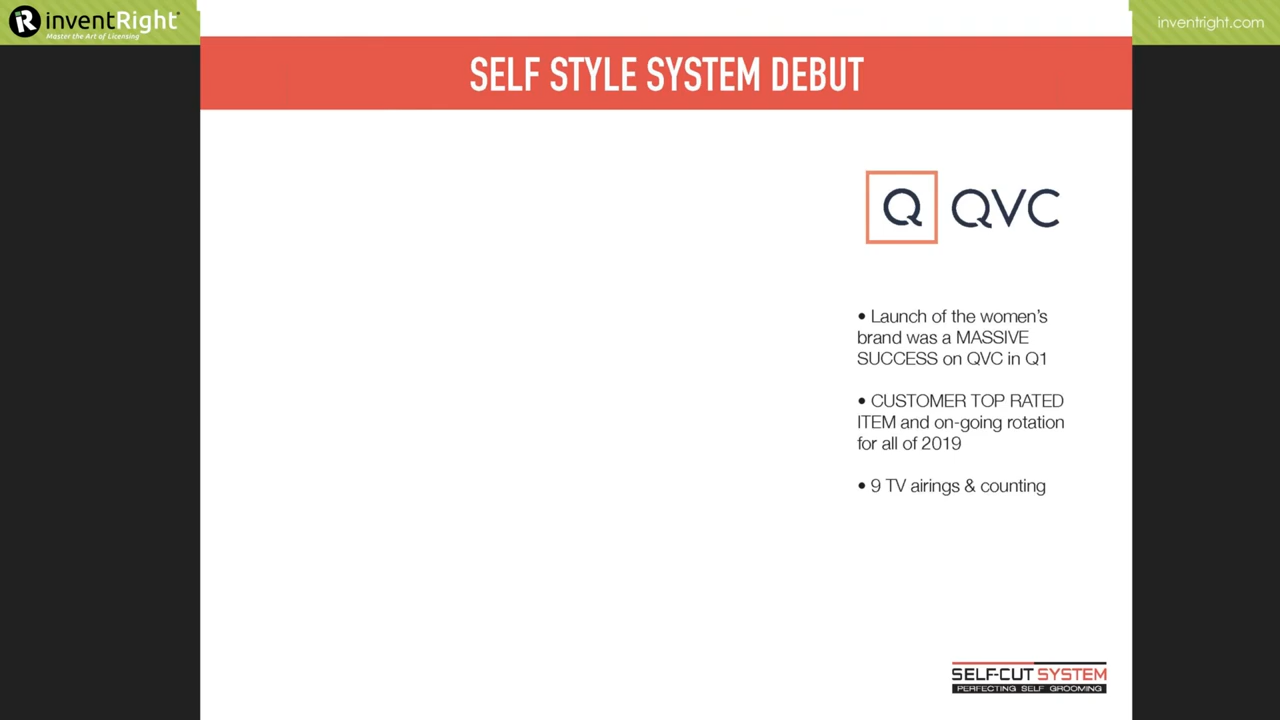 inventRight®
Master the Art of Licensing
inventright.com
SELF STYLE SYSTEM DEBUT
Q QVC
• Launch of the women's
brand was a MASSIVE
SUCCESS on QVC in Q1
• CUSTOMER TOP RATED
ITEM and on-going rotation
for all of 2019
• 9 TV airings & counting
SELF-CUT SYSTEM
PERFECTING SELF GROOMING